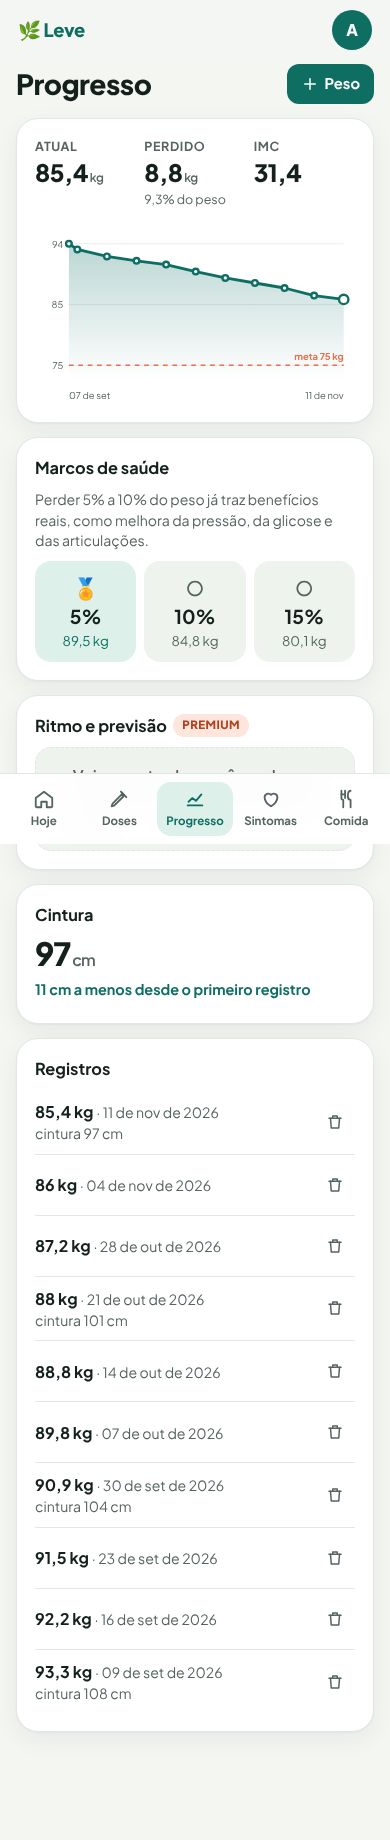 Leve
A
Progresso
Peso
ATUAL
85,4 kg
PERDIDO
8,8 kg
9,3% do peso
IMC
31,4
94
85
75
meta 75 kg
07 de set
11 de nov
Marcos de saúde
Perder 5% a 10% do peso já traz benefícios
reais, como melhora da pressão, da glicose e
das articulações.
5%
89,5 kg
10%
84,8 kg
15%
80,1 kg
Ritmo e previsão
PREMIUM
Hoje
Doses
Progresso
Sintomas
Comida
Cintura
97 cm
11 cm a menos desde o primeiro registro
Registros
85,4 kg · 11 de nov de 2026
cintura 97 cm
86 kg · 04 de nov de 2026
87,2 kg · 28 de out de 2026
88 kg · 21 de out de 2026
cintura 101 cm
88,8 kg · 14 de out de 2026
89,8 kg · 07 de out de 2026
90,9 kg · 30 de set de 2026
cintura 104 cm
91,5 kg · 23 de set de 2026
92,2 kg · 16 de set de 2026
93,3 kg · 09 de set de 2026
cintura 108 cm